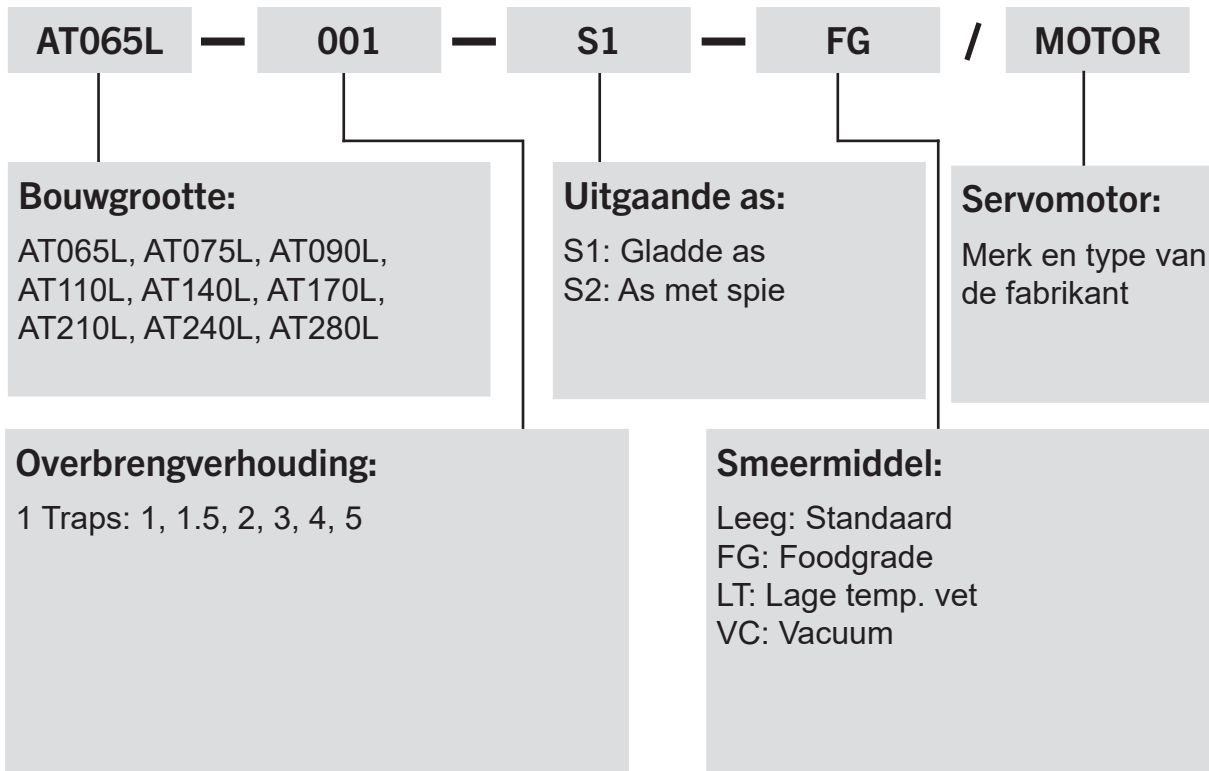 AT065L — 001 — S1 — FG / MOTOR
Bouwgrootte:
AT065L, AT075L, AT090L,
AT110L, AT140L, AT170L,
AT210L, AT240L, AT280L
Uitgaande as:
S1: Gladde as
S2: As met spie
Servomotor:
Merk en type van
de fabrikant
Overbrengverhouding:
1 Traps: 1, 1.5, 2, 3, 4, 5
Smeermiddel:
Leeg: Standaard
FG: Foodgrade
LT: Lage temp. vet
VC: Vacuum